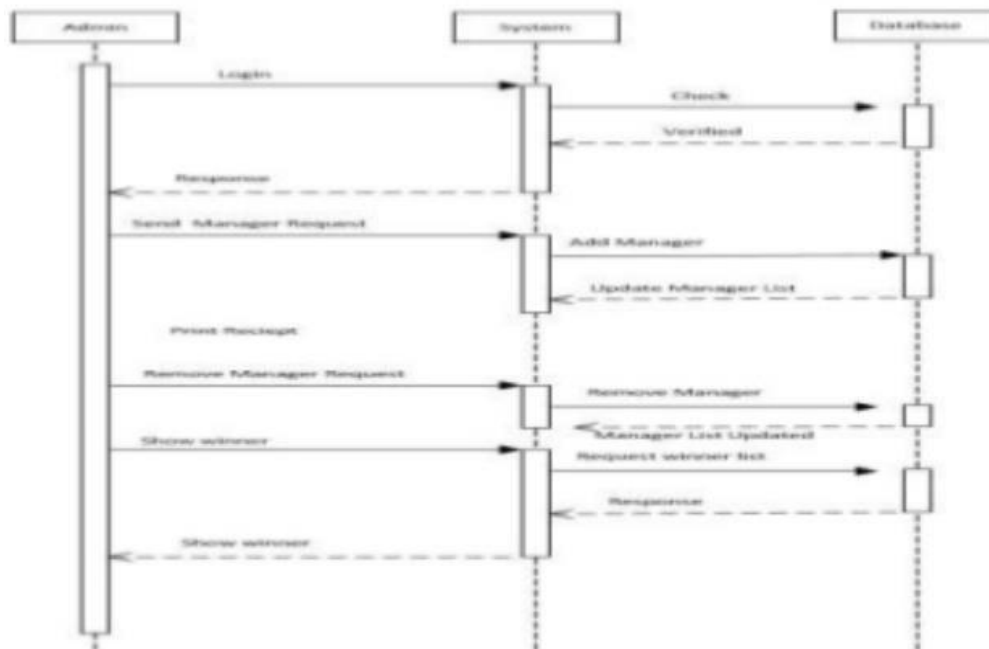 Admin
System
Database
Login
Check
Verified
Response
Send Manager Request
Add Manager
Update Manager List
Print Reciept
Remove Manager Request
Remove Manager
Manager List Updated
Show winner
Request winner list
Response
Show winner